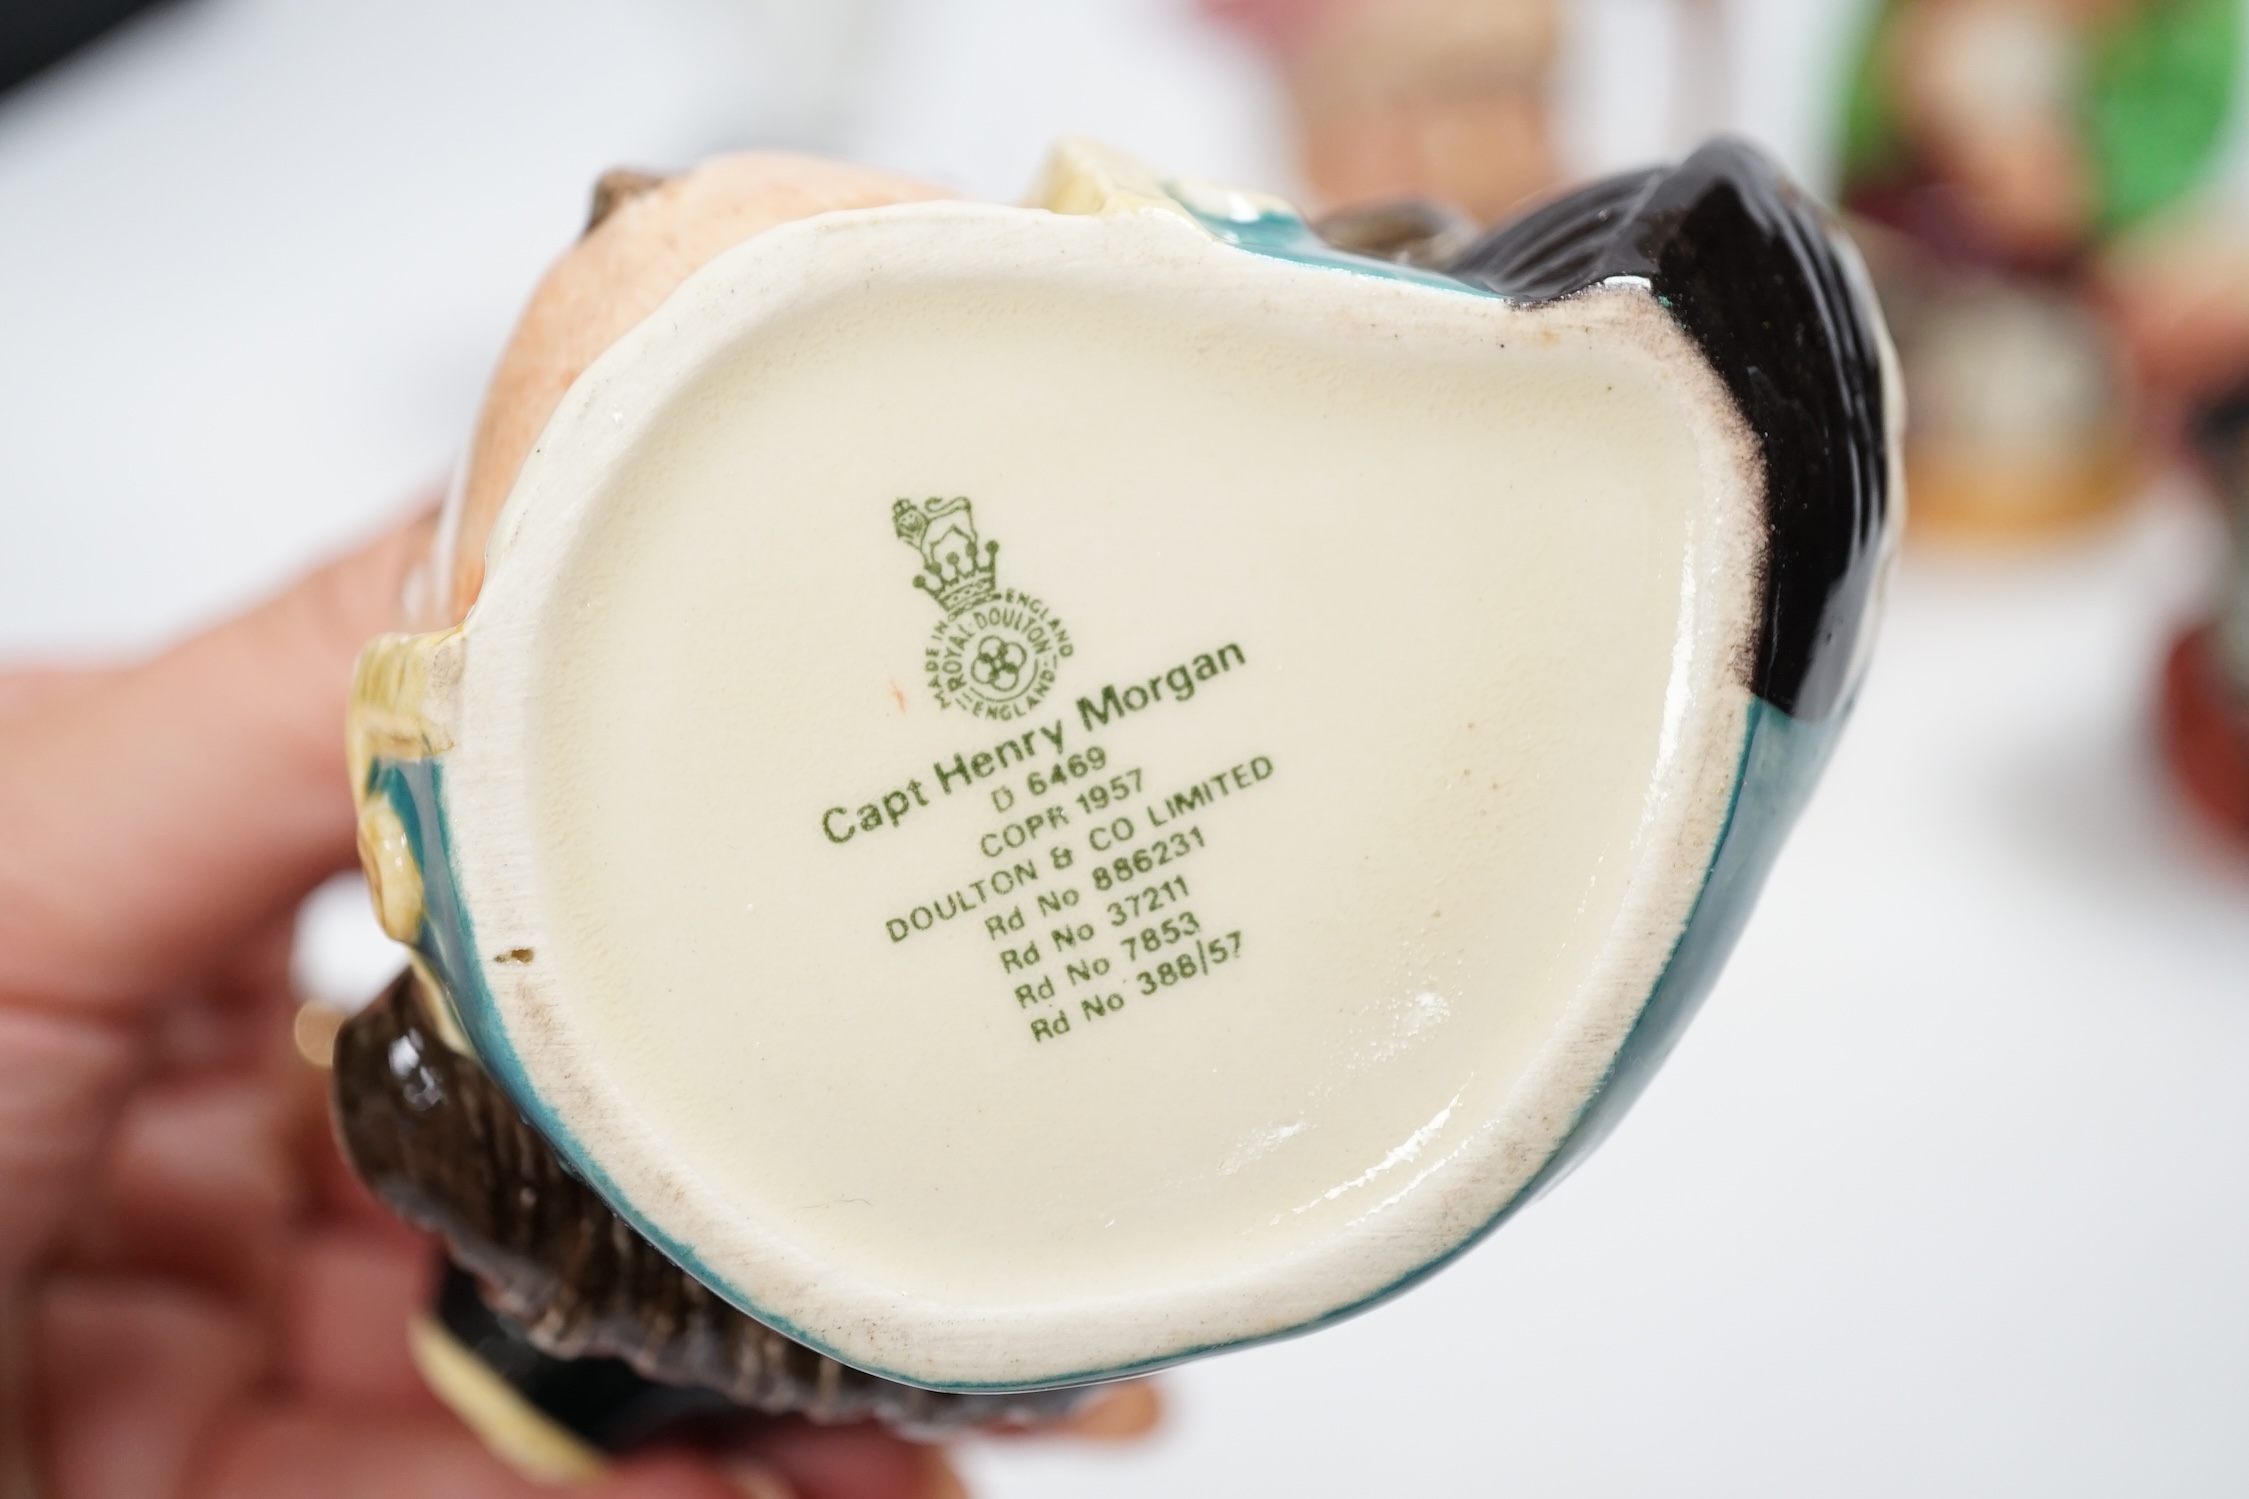 MADE IN ENGLAND
ROYAL·DOULTON
ENGLAND
Capt Henry Morgan
D 6469
COPR 1957
DOULTON & CO LIMITED
Rd No 886231
Rd No 37211
Rd No 7853
Rd No 388/57